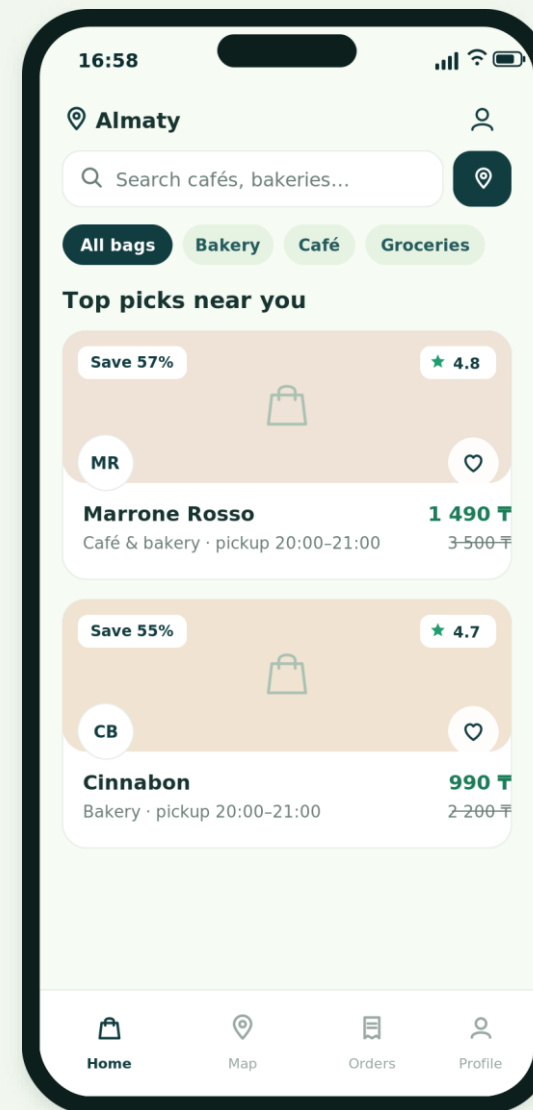 16:58
Almaty
Search cafés, bakeries...
All bags Bakery Café Groceries
Top picks near you
Save 57% ★ 4.8
MR
Marrone Rosso 1 490 ₸
Café & bakery · pickup 20:00–21:00 3 500 ₸
Save 55% ★ 4.7
CB
Cinnabon 990 ₸
Bakery · pickup 20:00–21:00 2 200 ₸
Home Map Orders Profile